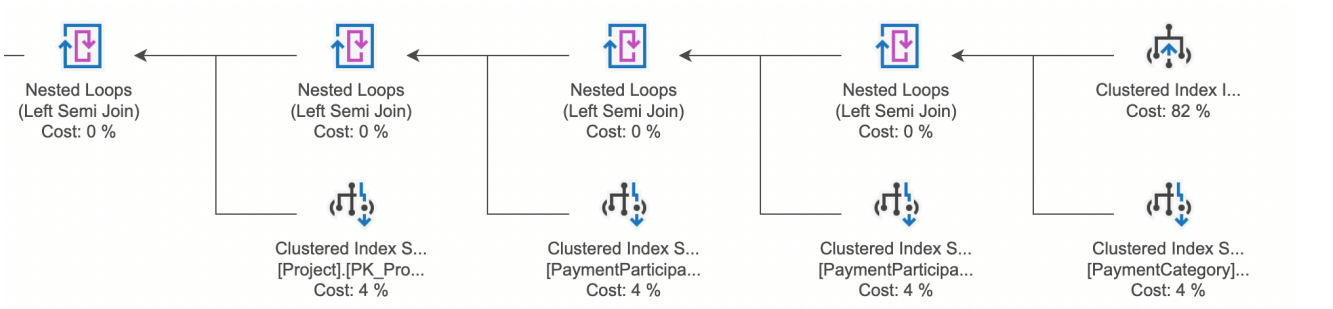 Nested Loops
(Left Semi Join)
Cost: 0 %
Nested Loops
(Left Semi Join)
Cost: 0 %
Nested Loops
(Left Semi Join)
Cost: 0 %
Nested Loops
(Left Semi Join)
Cost: 0 %
Clustered Index I...
Cost: 82 %
Clustered Index S...
[Project].[PK_Pro...
Cost: 4 %
Clustered Index S...
[PaymentParticipa...
Cost: 4 %
Clustered Index S...
[PaymentParticipa...
Cost: 4 %
Clustered Index S...
[PaymentCategory]...
Cost: 4 %